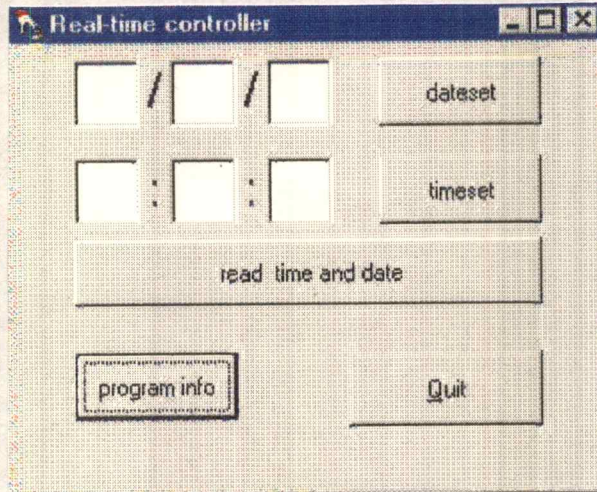 Real-time controller
/ / dateset
: : timeset
read time and date
program info Quit